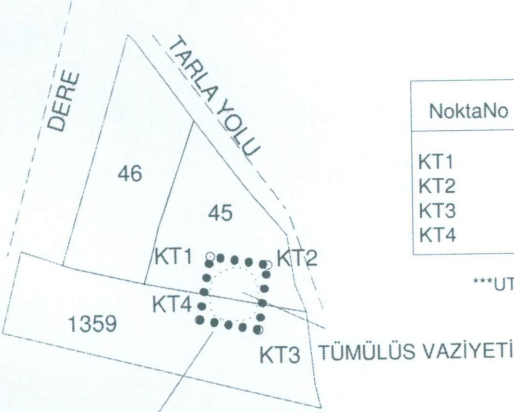 DERE
TARLA YOLU
46
45
KT1
KT2
KT4
1359
KT3
TÜMÜLÜS VAZİYETİ
NoktaNo
KT1
KT2
KT3
KT4
***UT